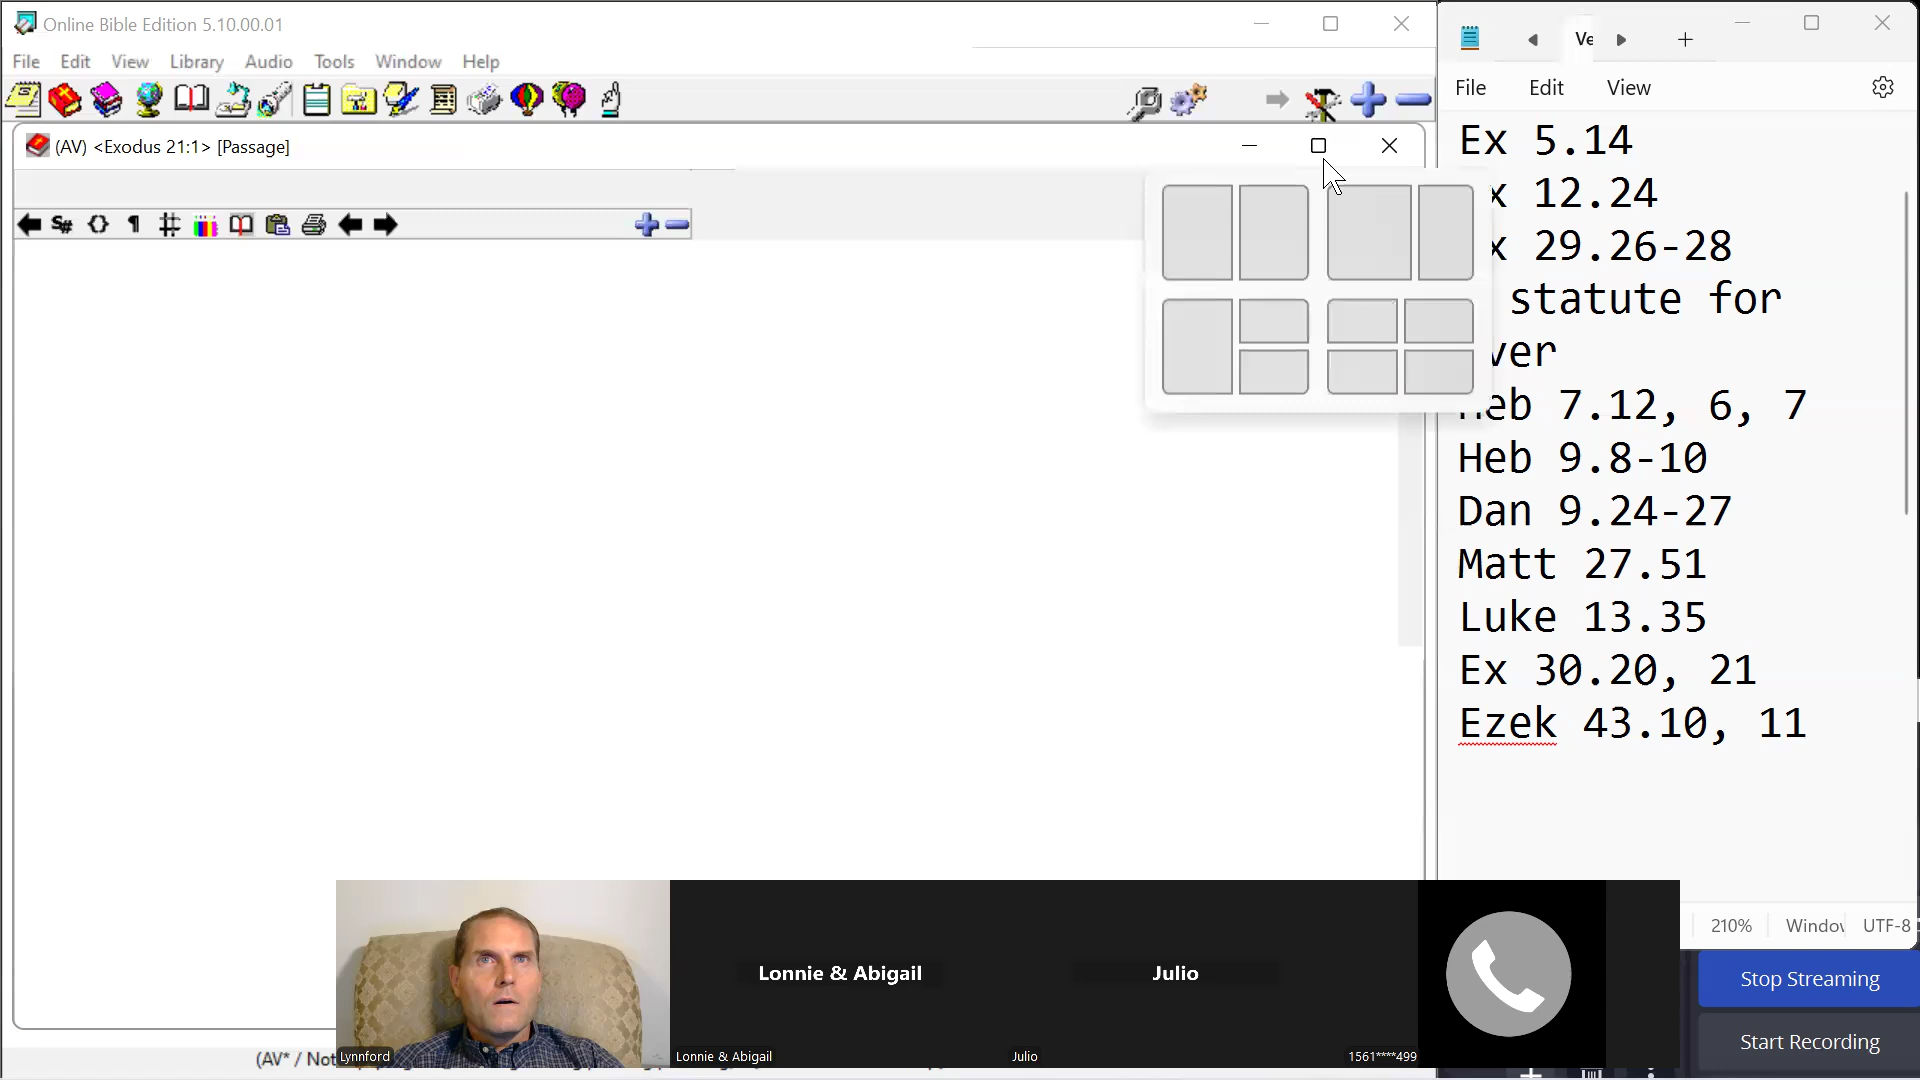 Online Bible Edition 5.10.00.01
File Edit View Library Audio Tools Window Help
(AV) <Exodus 21:1> [Passage]
S#
File Edit View
Ex 5.14
x 12.24
x 29.26-28
statute for
ver
Heb 7.12, 6, 7
Heb 9.8-10
Dan 9.24-27
Matt 27.51
Luke 13.35
Ex 30.20, 21
Ezek 43.10, 11
210% UTF-8
Lonnie & Abigail
Julio
Stop Streaming
Start Recording
(AV* / Not
Lynnford
Lonnie & Abigail
Julio
1561****499